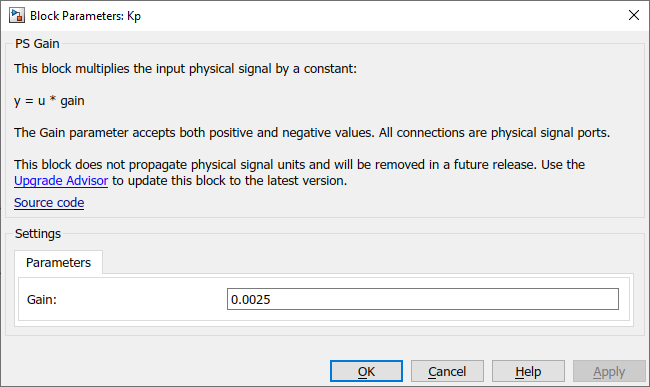 Block Parameters: Kp
PS Gain
This block multiplies the input physical signal by a constant:
y = u * gain
The Gain parameter accepts both positive and negative values. All connections are physical signal ports.
This block does not propagate physical signal units and will be removed in a future release. Use the
Upgrade Advisor to update this block to the latest version.
Source code
Settings
Parameters
Gain: 0.0025
OK Cancel Help Apply